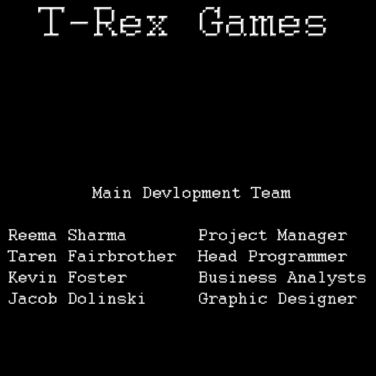 T-Rex Games
Main Devlopment Team
Reema Sharma Project Manager
Taren Fairbrother Head Programmer
Kevin Foster Business Analysts
Jacob Dolinski Graphic Designer